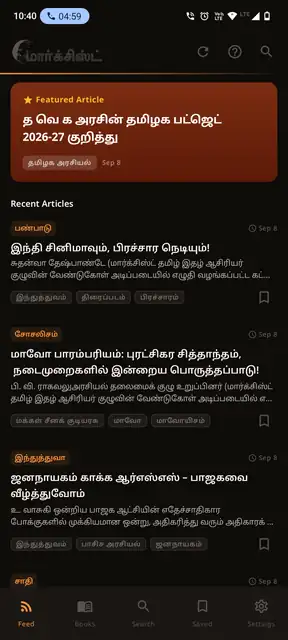 10:40
04:59
VoLTE
LTE
மார்க்சிஸ்ட்
Featured Article
த வெ க அரசின் தமிழக பட்ஜெட்
2026-27 குறித்து
தமிழக அரசியல்
Sep 8
Recent Articles
பண்பாடு
Sep 8
இந்தி சினிமாவும், பிரச்சார நெடியும்!
சுதன்வா தேஷ்பாண்டே (மார்க்சிஸ்ட் தமிழ் இதழ் ஆசிரியர்
குழுவின் வேண்டுகோள் அடிப்படையில் எழுதி வழங்கப்பட்ட கட்...
இந்துத்துவம்
திரைப்படம்
பிரச்சாரம்
சோசலிசம்
Sep 8
மாவோ பாரம்பரியம்: புரட்சிகர சித்தாந்தம்,
நடைமுறைகளில் இன்றைய பொருத்தப்பாடு!
பி. வி. ராகவலுஅரசியல் தலைமைக் குழு உறுப்பினர் (மார்க்சிஸ்ட்
தமிழ் இதழ் ஆசிரியர் குழுவின் வேண்டுகோள் அடிப்படையில் எ...
மக்கள் சீனக் குடியரசு
மாவோ
மாவோயிசம்
இந்துத்துவா
Sep 8
ஜனநாயகம் காக்க ஆர்எஸ்எஸ் – பாஜகவை
வீழ்த்துவோம்
உ. வாசுகி ஒன்றிய பாஜக ஆட்சியின் எதேச்சாதிகார
போக்குகளில் முக்கியமான ஒன்று, அதிகரித்து வரும் அதிகாரக் ...
இந்துத்துவம்
பாசிச அரசியல்
ஜனநாயகம்
சாதி
Sep 8
Feed
Books
Search
Saved
Settings